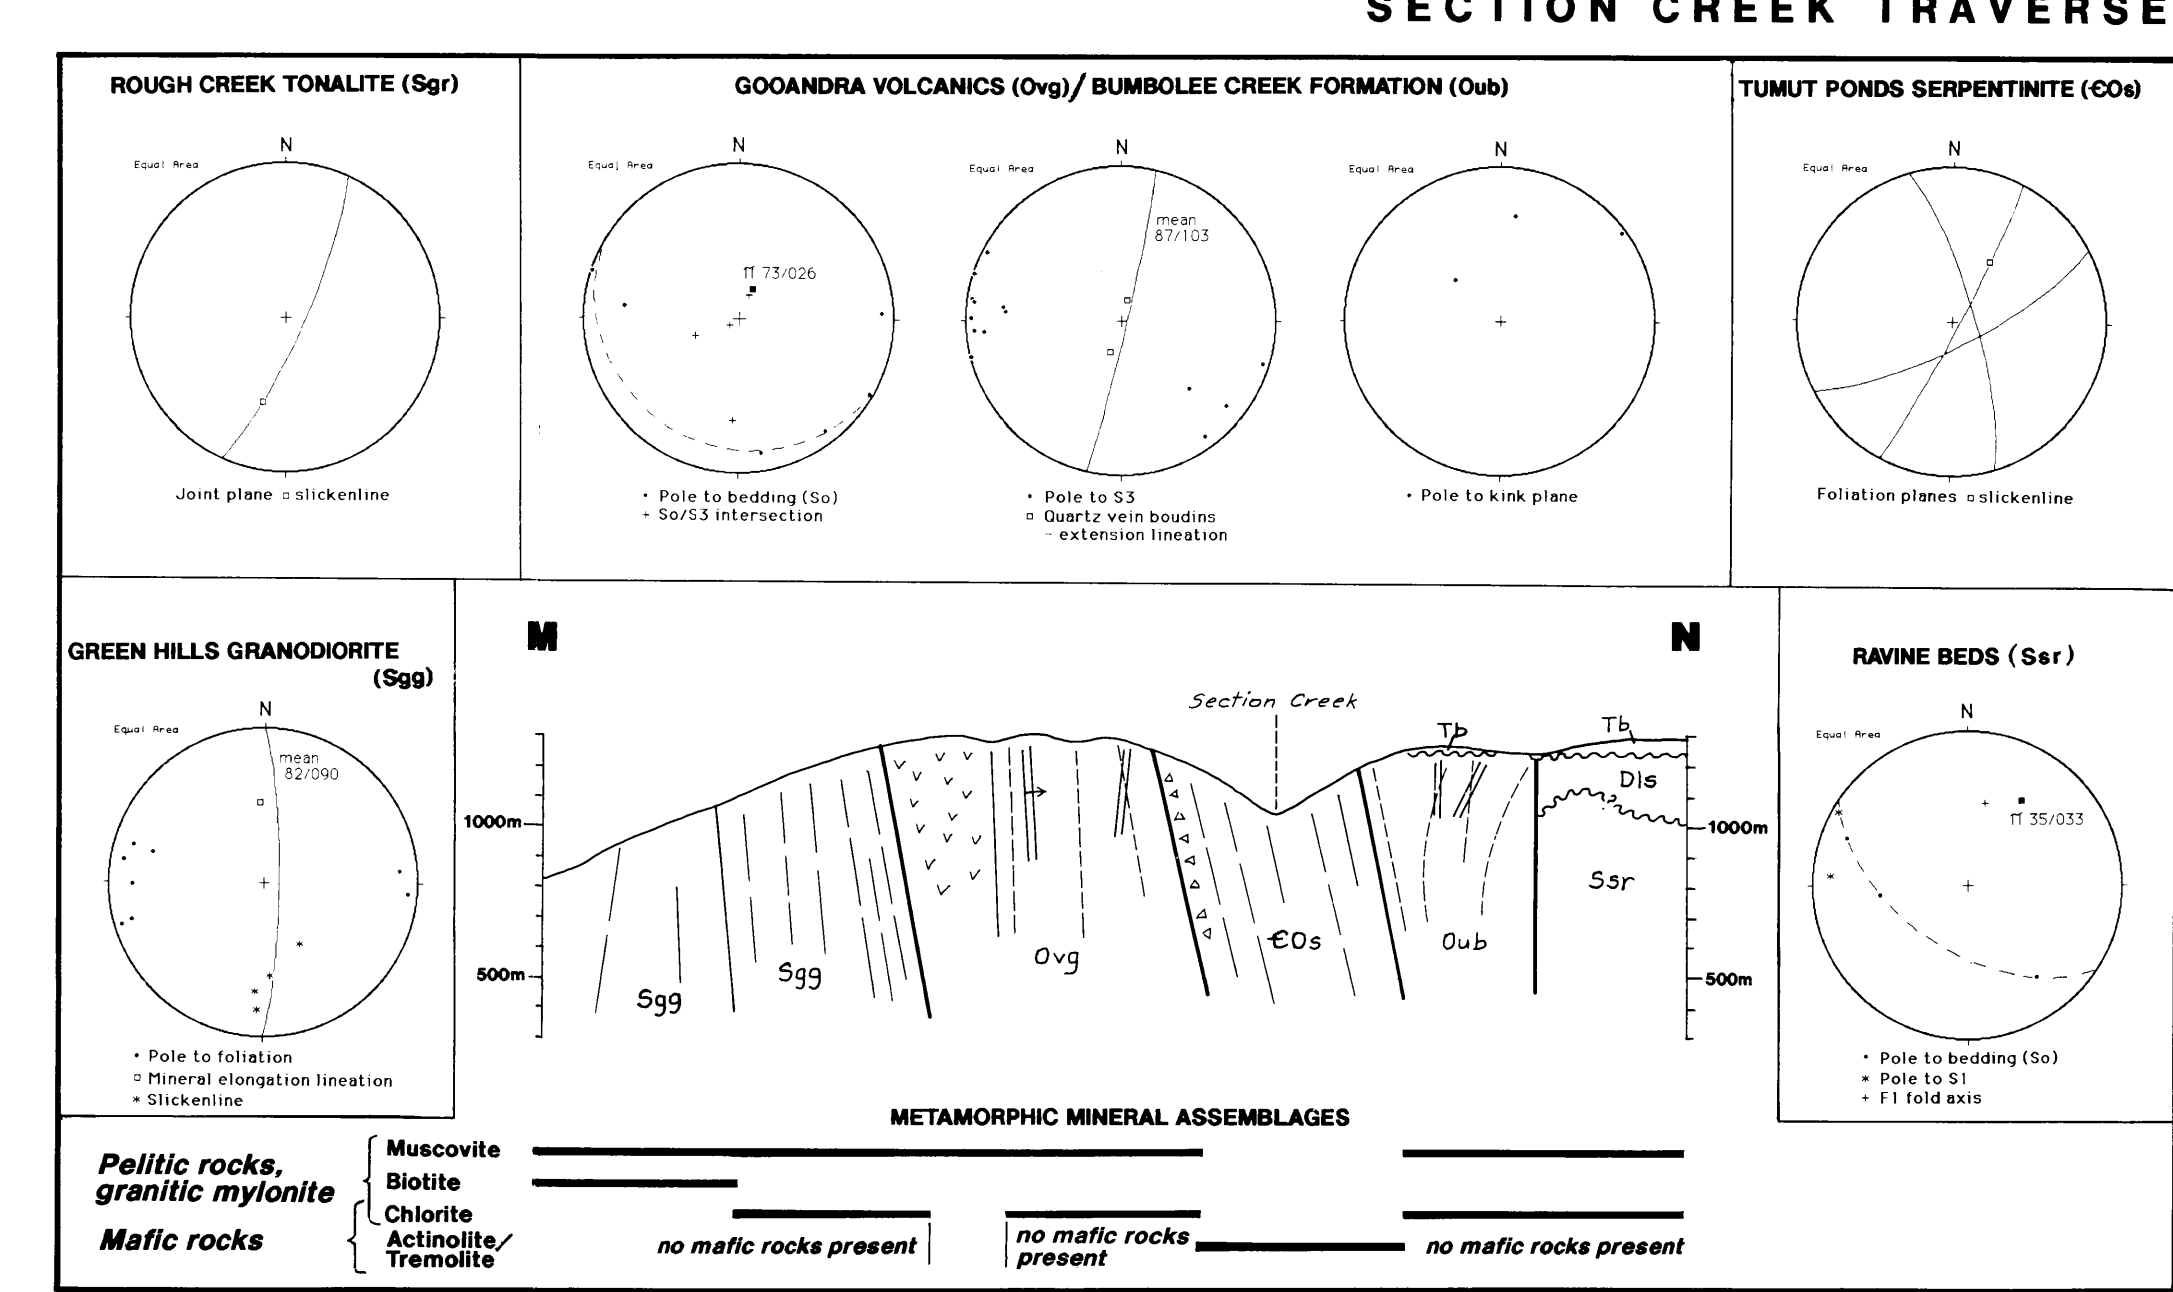 SECTION CREEK TRAVERSE
ROUGH CREEK TONALITE (Sgr)
N
Equal Area
Joint plane □ slickenline
GOOANDRA VOLCANICS (Ovg)/ BUMBOLEE CREEK FORMATION (Oub)
N
Equal Area
π 73/026
• Pole to bedding (So)
+ So/S3 intersection
N
Equal Area
mean
87/103
• Pole to S3
□ Quartz vein boudins
– extension lineation
N
Equal Area
• Pole to kink plane
TUMUT PONDS SERPENTINITE (ЄOs)
N
Equal Area
Foliation planes □ slickenline
GREEN HILLS GRANODIORITE
(Sgg)
N
Equal Area
mean
82/090
• Pole to foliation
□ Mineral elongation lineation
* Slickenline
M
N
Section Creek
Tb
Tb
Dls
?
1000m
1000m
Ssr
ЄOs
Oub
Ovg
Sgg
Sgg
500m
500m
RAVINE BEDS (Ssr)
N
Equal Area
π 35/033
• Pole to bedding (So)
* Pole to S1
+ F1 fold axis
METAMORPHIC MINERAL ASSEMBLAGES
Pelitic rocks,
granitic mylonite
Mafic rocks
Muscovite
Biotite
Chlorite
Actinolite/
Tremolite
no mafic rocks present
no mafic rocks
present
no mafic rocks present